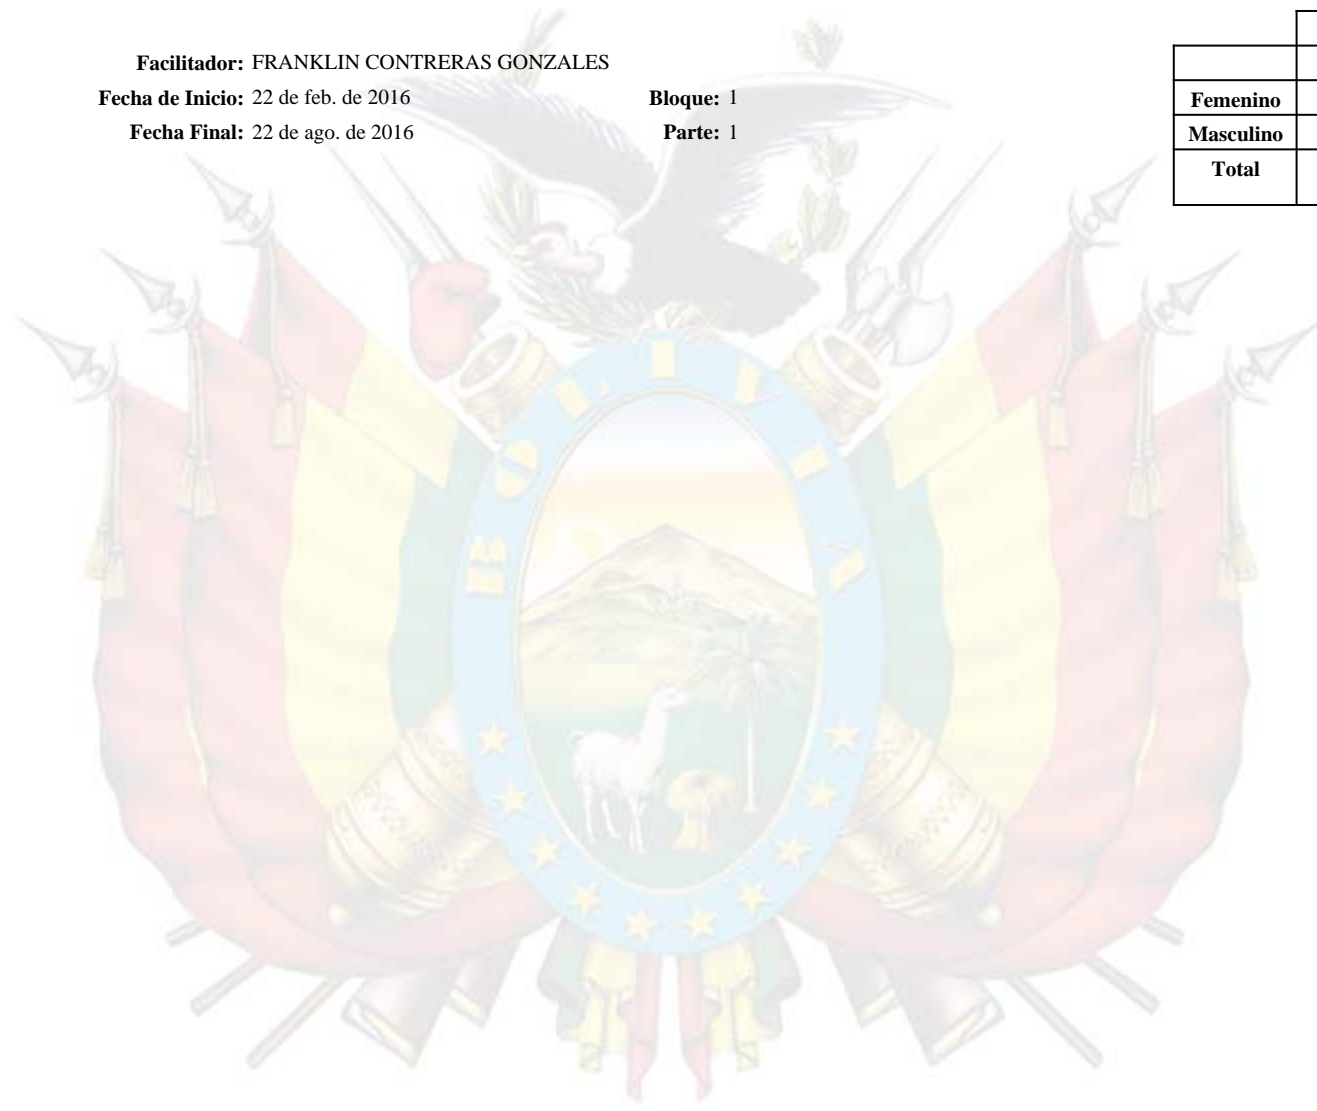 Facilitador: FRANKLIN CONTRERAS GONZALES
Fecha de Inicio: 22 de feb. de 2016 Bloque: 1
Fecha Final: 22 de ago. de 2016 Parte: 1
Femenino
Masculino
Total
BOLIVIA